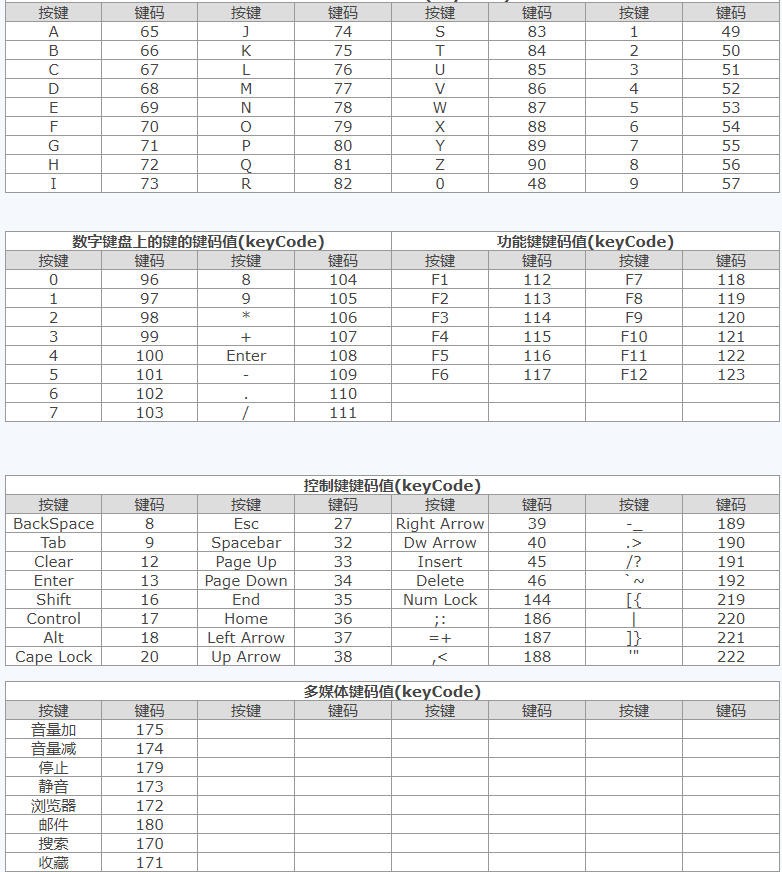 按键 键码 按键 键码 按键 键码 按键 键码
A 65 J 74 S 83 1 49
B 66 K 75 T 84 2 50
C 67 L 76 U 85 3 51
D 68 M 77 V 86 4 52
E 69 N 78 W 87 5 53
F 70 O 79 X 88 6 54
G 71 P 80 Y 89 7 55
H 72 Q 81 Z 90 8 56
I 73 R 82 0 48 9 57
数字键盘上的键的键码值(keyCode) 功能键键码值(keyCode)
按键 键码 按键 键码 按键 键码 按键 键码
0 96 8 104 F1 112 F7 118
1 97 9 105 F2 113 F8 119
2 98 * 106 F3 114 F9 120
3 99 + 107 F4 115 F10 121
4 100 Enter 108 F5 116 F11 122
5 101 - 109 F6 117 F12 123
6 102 . 110
7 103 / 111
控制键键码值(keyCode)
按键 键码 按键 键码 按键 键码 按键 键码
BackSpace 8 Esc 27 Right Arrow 39 -_ 189
Tab 9 Spacebar 32 Dw Arrow 40 .> 190
Clear 12 Page Up 33 Insert 45 /? 191
Enter 13 Page Down 34 Delete 46 `~ 192
Shift 16 End 35 Num Lock 144 [{ 219
Control 17 Home 36 ;: 186 | 220
Alt 18 Left Arrow 37 =+ 187 ]} 221
Cape Lock 20 Up Arrow 38 ,< 188 '" 222
多媒体键码值(keyCode)
按键 键码 按键 键码 按键 键码 按键 键码
音量加 175
音量减 174
停止 179
静音 173
浏览器 172
邮件 180
搜索 170
收藏 171